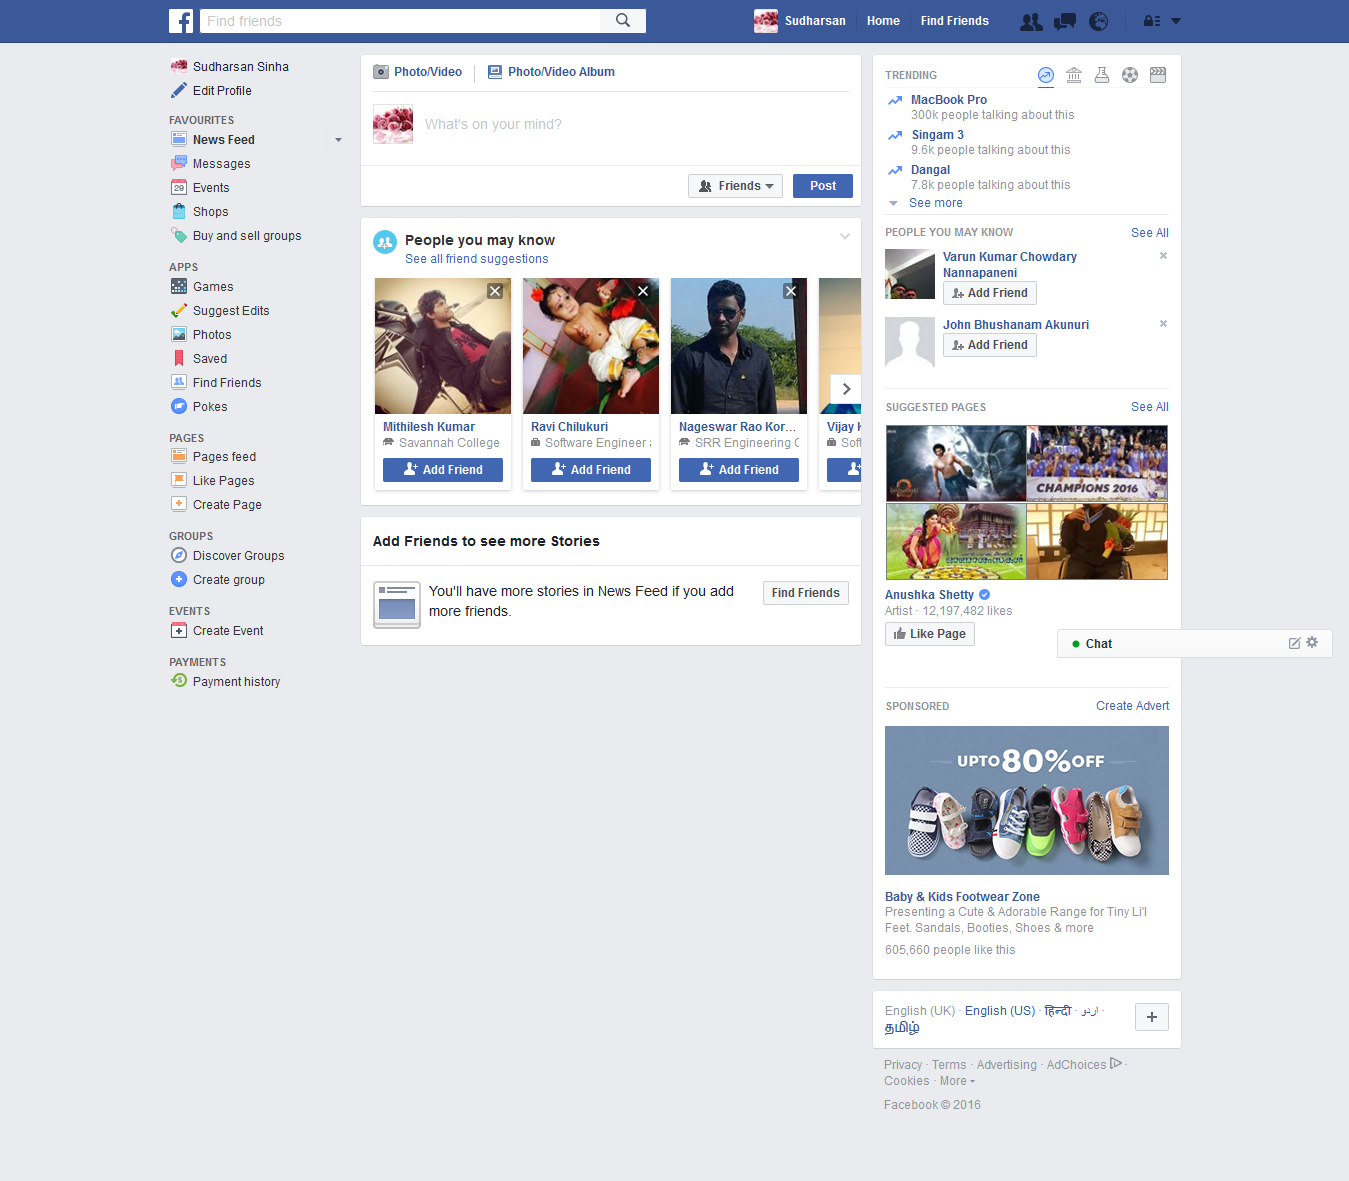 Find friends
Sudharsan Home Find Friends
Sudharsan Sinha
Edit Profile
FAVOURITES
News Feed
Messages
29 Events
Shops
Buy and sell groups
APPS
Games
Suggest Edits
Photos
Saved
Find Friends
Pokes
PAGES
Pages feed
Like Pages
Create Page
GROUPS
Discover Groups
Create group
EVENTS
Create Event
PAYMENTS
Payment history
Photo/Video Photo/Video Album
What's on your mind?
Friends Post
People you may know
See all friend suggestions
Mithilesh Kumar
Savannah College
Add Friend
Ravi Chilukuri
Software Engineer
Add Friend
Nageswar Rao Kor...
SRR Engineering C
Add Friend
Vijay K
Soft
Add Friends to see more Stories
You'll have more stories in News Feed if you add
more friends.
Find Friends
TRENDING
MacBook Pro
300k people talking about this
Singam 3
9.6k people talking about this
Dangal
7.8k people talking about this
See more
PEOPLE YOU MAY KNOW See All
Varun Kumar Chowdary
Nannapaneni
Add Friend
John Bhushanam Akunuri
Add Friend
SUGGESTED PAGES See All
CHAMPIONS 2016
Anushka Shetty
Artist · 12,197,482 likes
Like Page
Chat
SPONSORED Create Advert
UPTO 80% OFF
Baby & Kids Footwear Zone
Presenting a Cute & Adorable Range for Tiny Li'l
Feet. Sandals, Booties, Shoes & more
605,660 people like this
English (UK) · English (US) · हिन्दी · اردو ·
தமிழ்
Privacy · Terms · Advertising · AdChoices ·
Cookies · More
Facebook © 2016